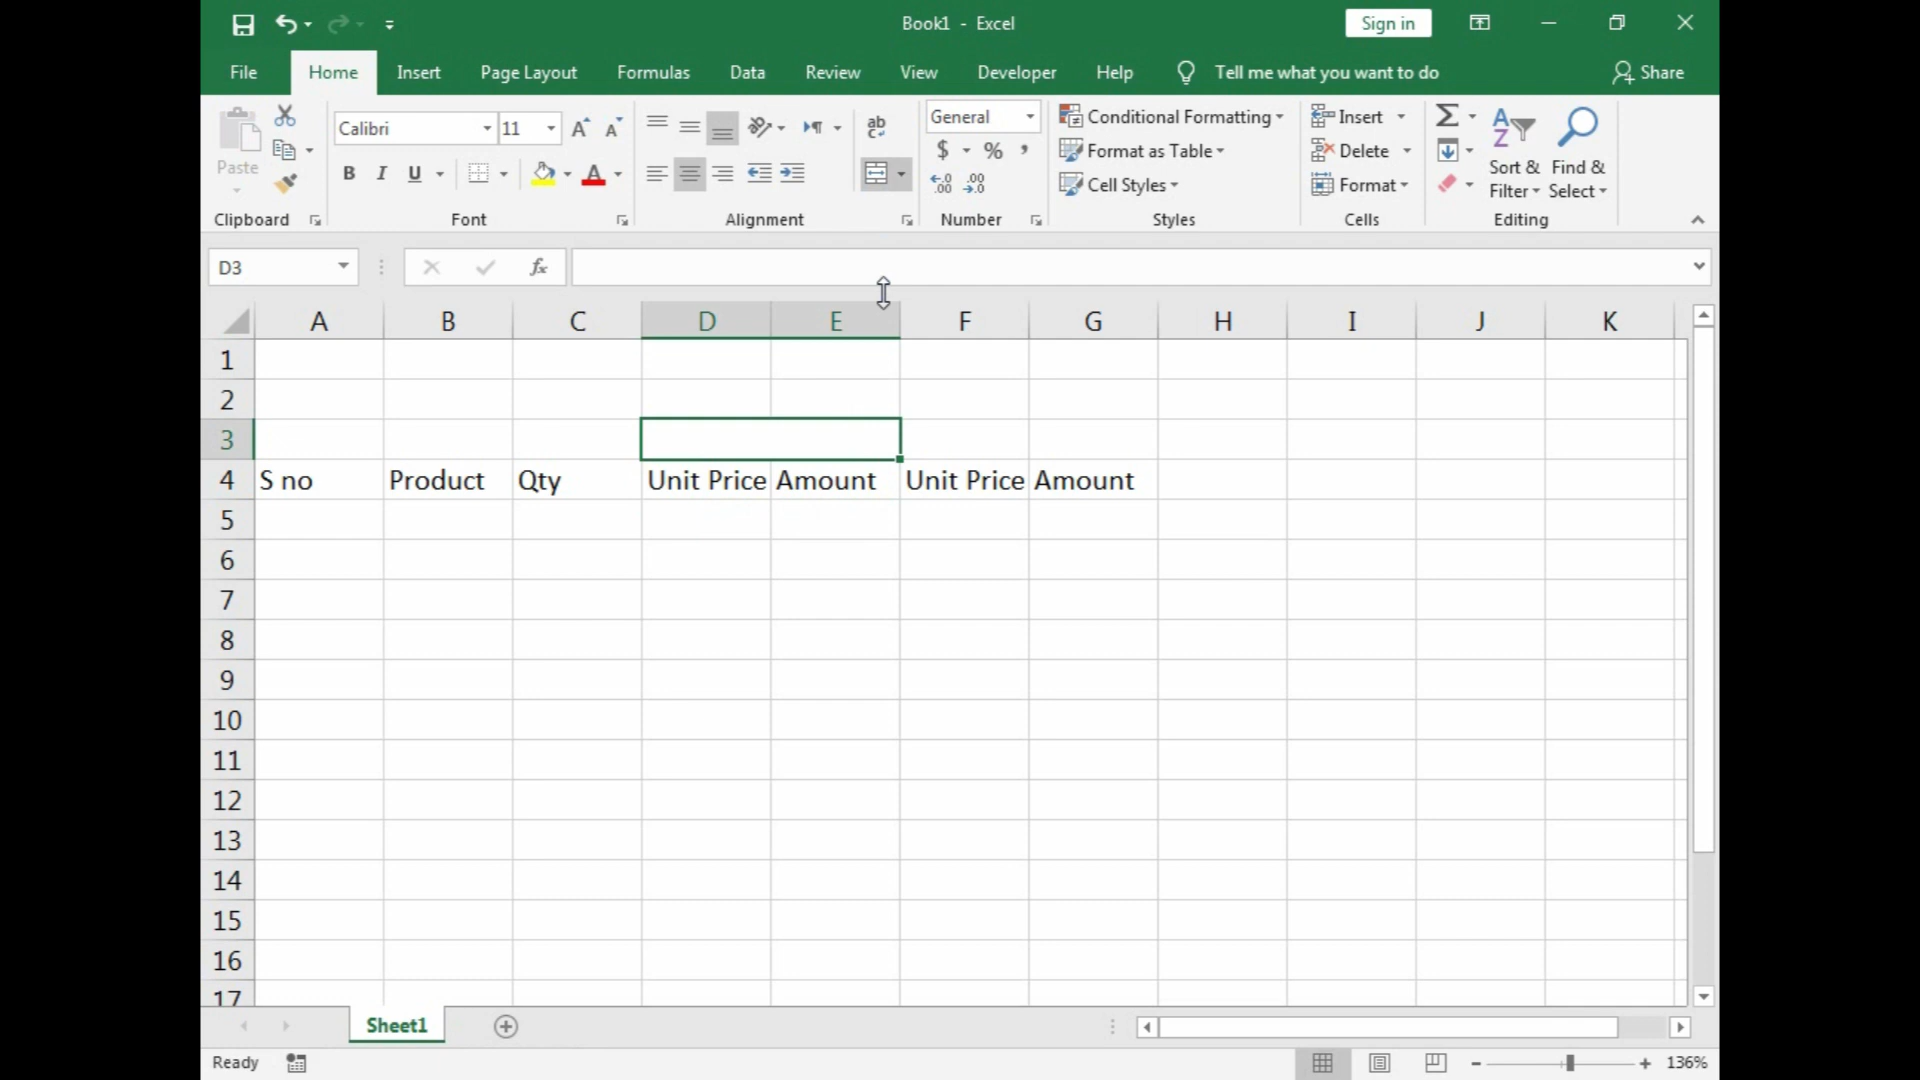 Book1 - Excel
Sign in
File Home Insert Page Layout Formulas Data Review View Developer Help Tell me what you want to do Share
Paste
Calibri 11
B I U A
ab
General
$ % ,
Conditional Formatting
Format as Table
Cell Styles
Insert
Delete
Format
Sort & Filter
Find & Select
Clipboard Font Alignment Number Styles Cells Editing
D3 fx
A B C D E F G H I J K
1
2
3
4 S no Product Qty Unit Price Amount Unit Price Amount
5
6
7
8
9
10
11
12
13
14
15
16
17
Sheet1
Ready 136%